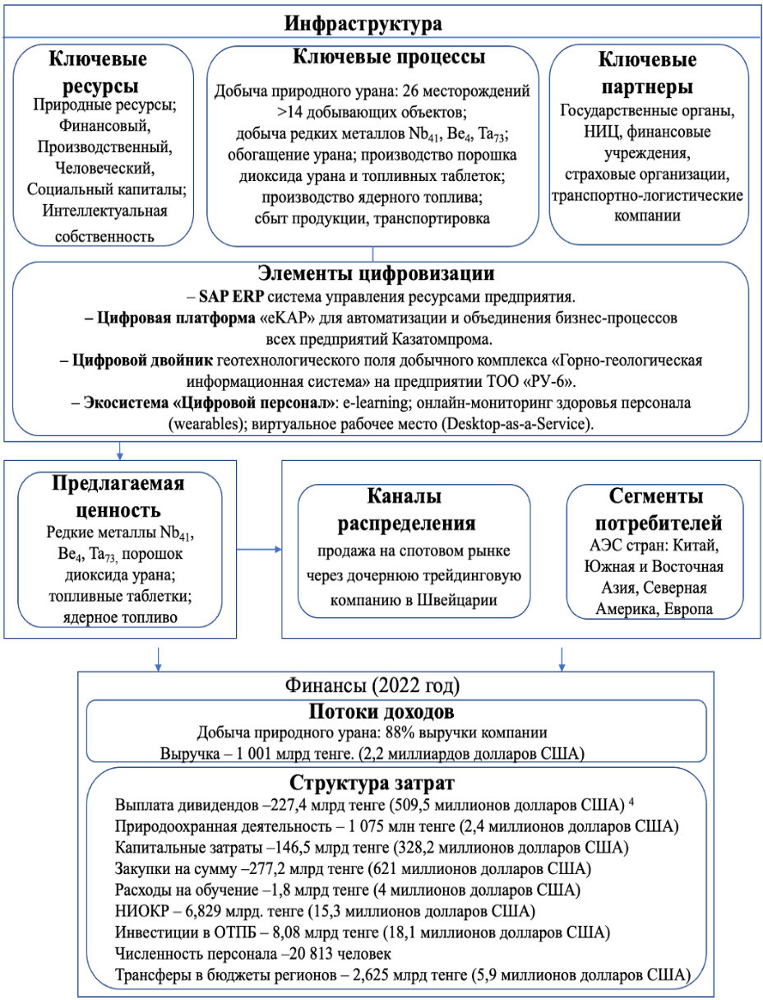 Инфраструктура
Ключевые
ресурсы
Природные ресурсы;
Финансовый,
Производственный,
Человеческий,
Социальный капиталы;
Интеллектуальная
собственность
Ключевые процессы
Добыча природного урана: 26 месторождений
>14 добывающих объектов;
добыча редких металлов Nb41, Be4, Ta73;
обогащение урана; производство порошка
диоксида урана и топливных таблеток;
производство ядерного топлива;
сбыт продукции, транспортировка
Ключевые
партнеры
Государственные органы,
НИЦ, финансовые
учреждения,
страховые организации,
транспортно-логистические
компании
Элементы цифровизации
– SAP ERP система управления ресурсами предприятия.
– Цифровая платформа «eKAP» для автоматизации и объединения бизнес-процессов
всех предприятий Казатомпрома.
– Цифровой двойник геотехнологического поля добычного комплекса «Горно-геологическая
информационная система» на предприятии ТОО «РУ-6».
– Экосистема «Цифровой персонал»: e-learning; онлайн-мониторинг здоровья персонала
(wearables); виртуальное рабочее место (Desktop-as-a-Service).
Предлагаемая
ценность
Редкие металлы Nb41,
Be4, Ta73, порошок
диоксида урана;
топливные таблетки;
ядерное топливо
Каналы
распределения
продажа на спотовом рынке
через дочернюю трейдинговую
компанию в Швейцарии
Сегменты
потребителей
АЭС стран: Китай,
Южная и Восточная
Азия, Северная
Америка, Европа
Финансы (2022 год)
Потоки доходов
Добыча природного урана: 88% выручки компании
Выручка – 1 001 млрд тенге. (2,2 миллиардов долларов США)
Структура затрат
Выплата дивидендов –227,4 млрд тенге (509,5 миллионов долларов США) 4
Природоохранная деятельность – 1 075 млн тенге (2,4 миллионов долларов США)
Капитальные затраты –146,5 млрд тенге (328,2 миллионов долларов США)
Закупки на сумму –277,2 млрд тенге (621 миллионов долларов США)
Расходы на обучение –1,8 млрд тенге (4 миллионов долларов США)
НИОКР – 6,829 млрд. тенге (15,3 миллионов долларов США)
Инвестиции в ОТПБ – 8,08 млрд тенге (18,1 миллионов долларов США)
Численность персонала –20 813 человек
Трансферы в бюджеты регионов – 2,625 млрд тенге (5,9 миллионов долларов США)